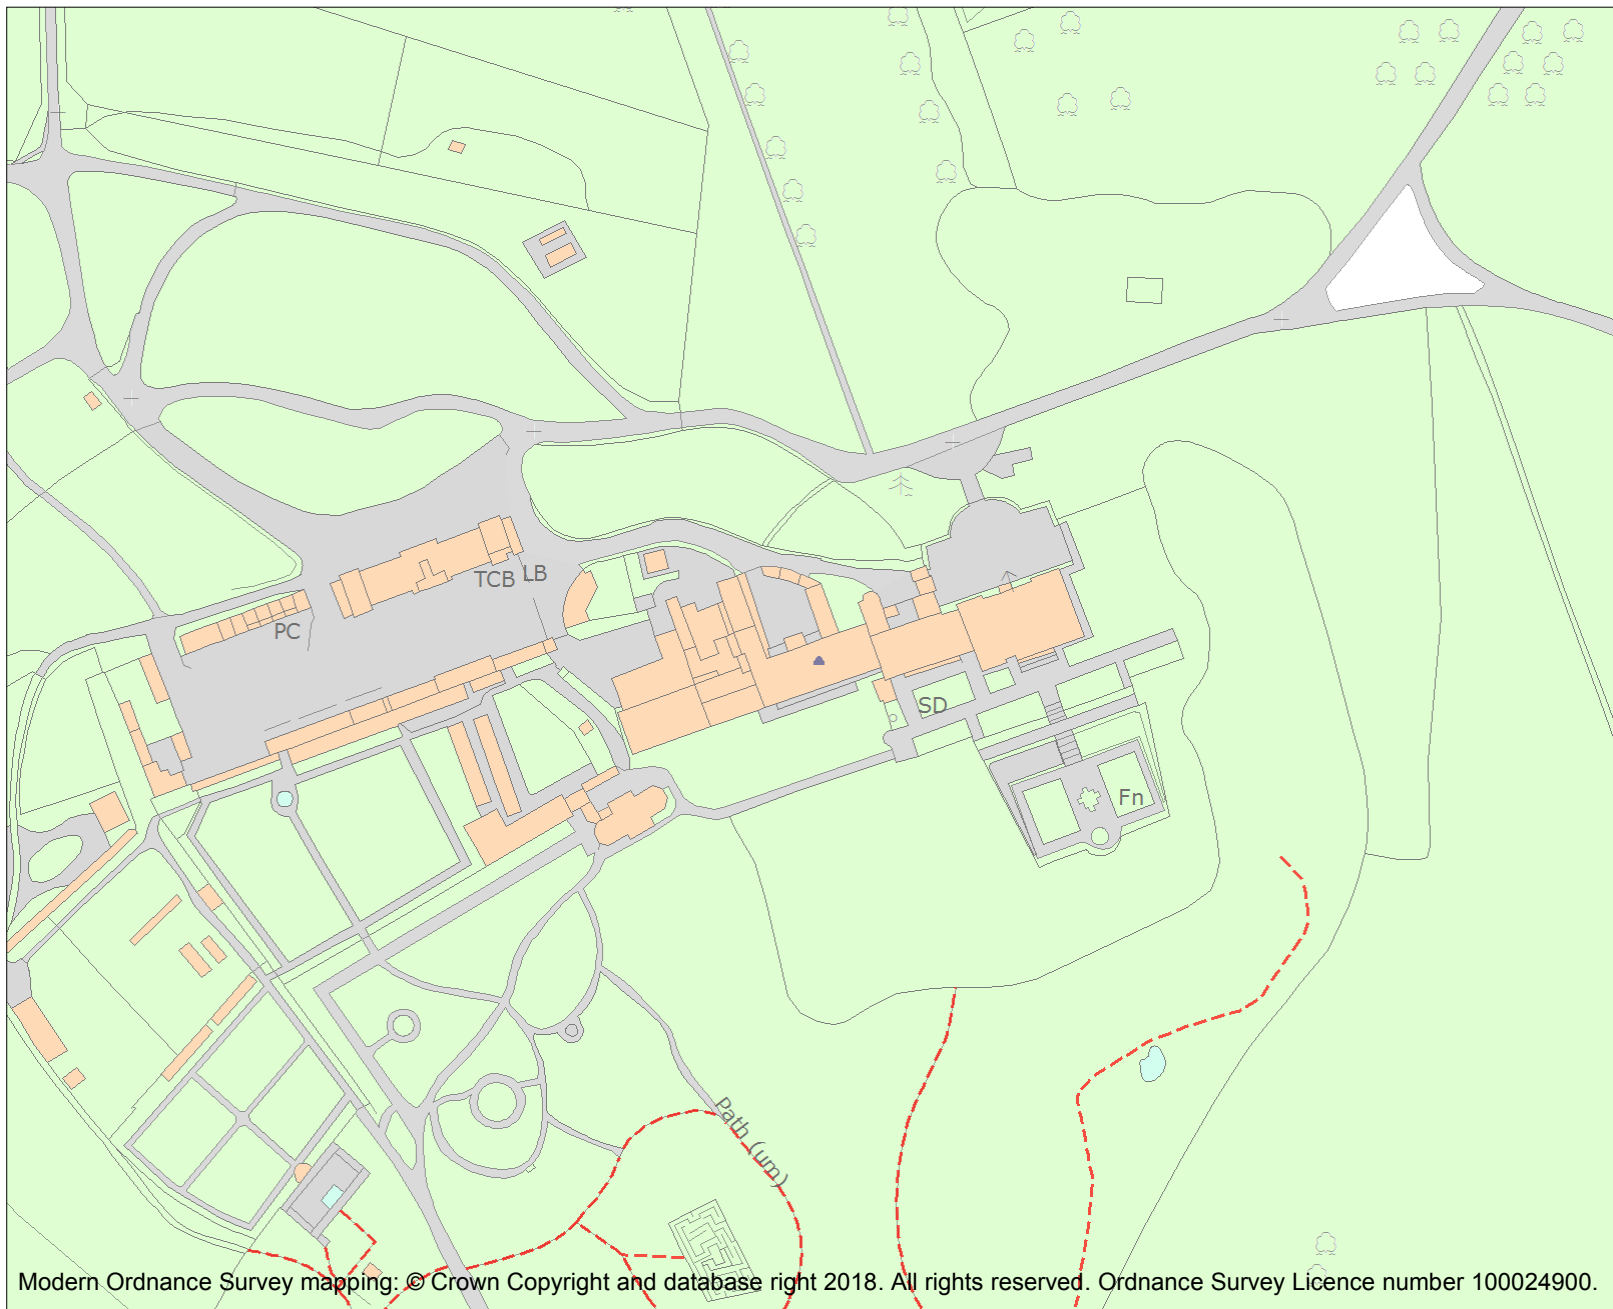 TCB
LB
PC
SD
Fn
Path (um)
Modern Ordnance Survey mapping: © Crown Copyright and database right 2018. All rights reserved. Ordnance Survey Licence number 100024900.